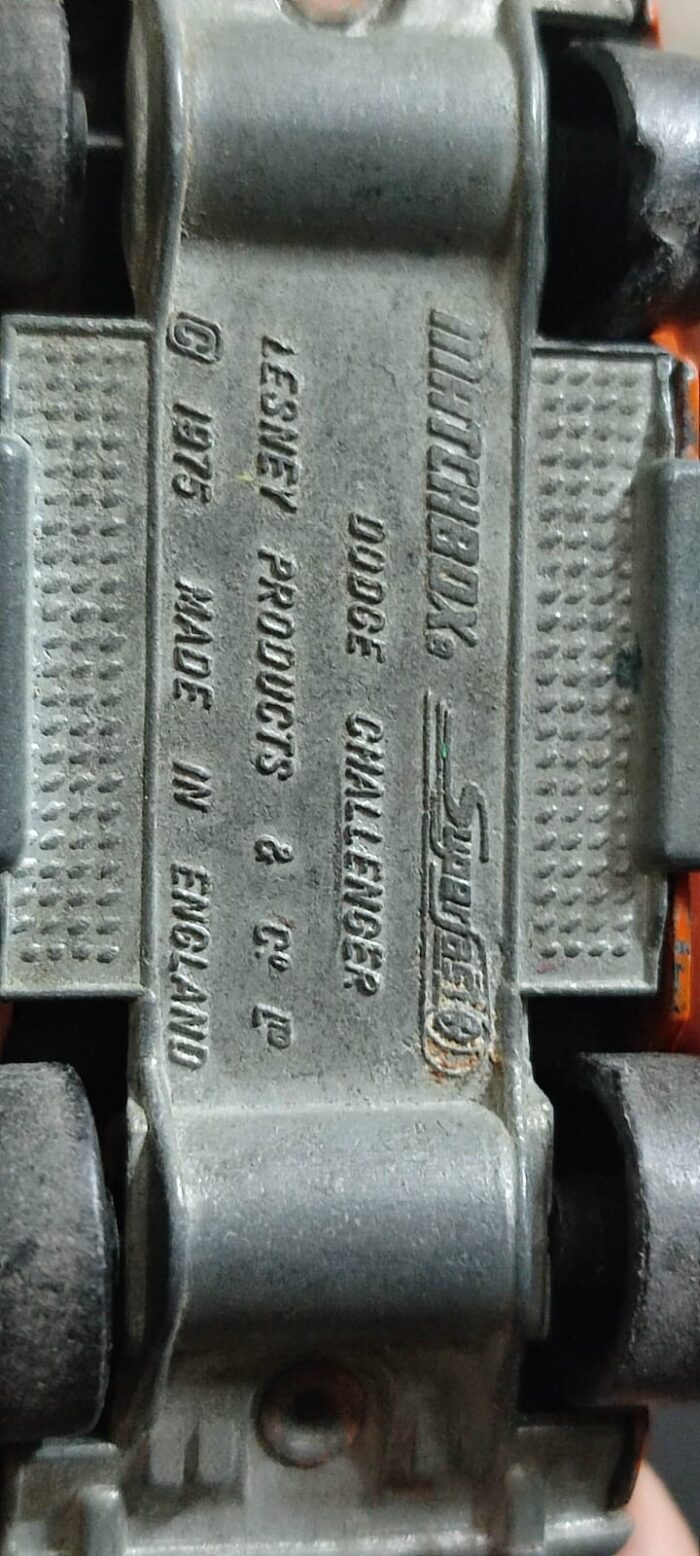 MATCHBOX® Superfast
DODGE CHALLENGER
LESNEY PRODUCTS & Co Ld
© 1975 MADE IN ENGLAND